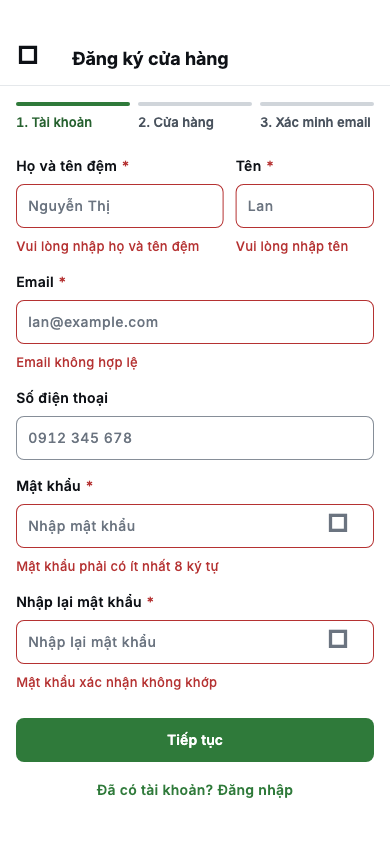 Đăng ký cửa hàng
1. Tài khoản 2. Cửa hàng 3. Xác minh email
Họ và tên đệm * Tên *
Nguyễn Thị Lan
Vui lòng nhập họ và tên đệm Vui lòng nhập tên
Email *
lan@example.com
Email không hợp lệ
Số điện thoại
0912 345 678
Mật khẩu *
Nhập mật khẩu
Mật khẩu phải có ít nhất 8 ký tự
Nhập lại mật khẩu *
Nhập lại mật khẩu
Mật khẩu xác nhận không khớp
Tiếp tục
Đã có tài khoản? Đăng nhập